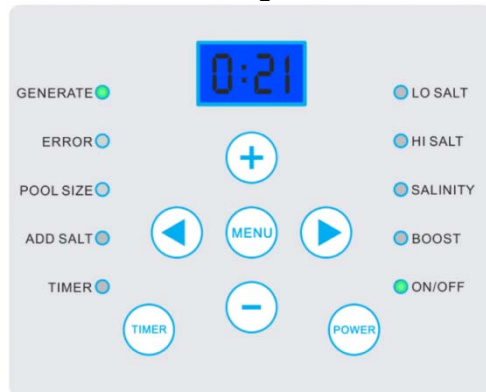 0:21
GENERATE
LO SALT
ERROR
+
HI SALT
POOL SIZE
SALINITY
ADD SALT
MENU
BOOST
TIMER
−
ON/OFF
TIMER
POWER